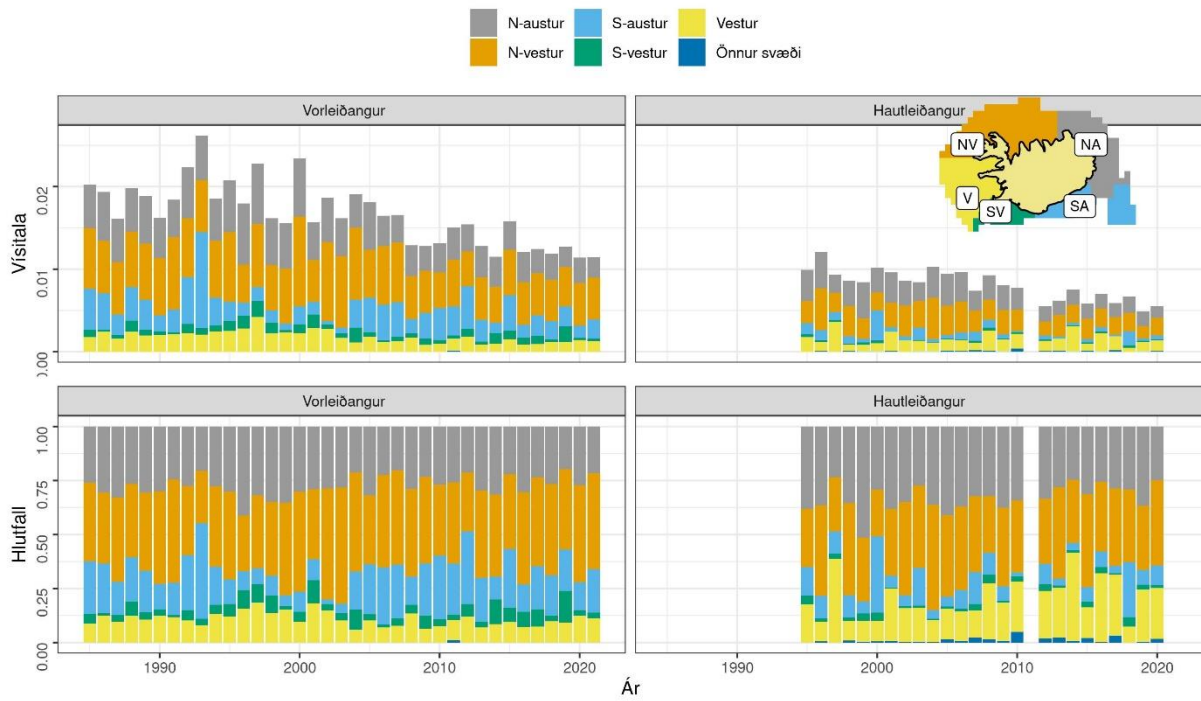 N-austur S-austur Vestur
N-vestur S-vestur Önnur svæði
Vorleiðangur Hautleiðangur
NV NA
V SV SA
Vísitala
0.02
0.01
0.00
Vorleiðangur Hautleiðangur
Hlutfall
1.00
0.75
0.50
0.25
0.00
1990 2000 2010 2020 1990 2000 2010 2020
Ár